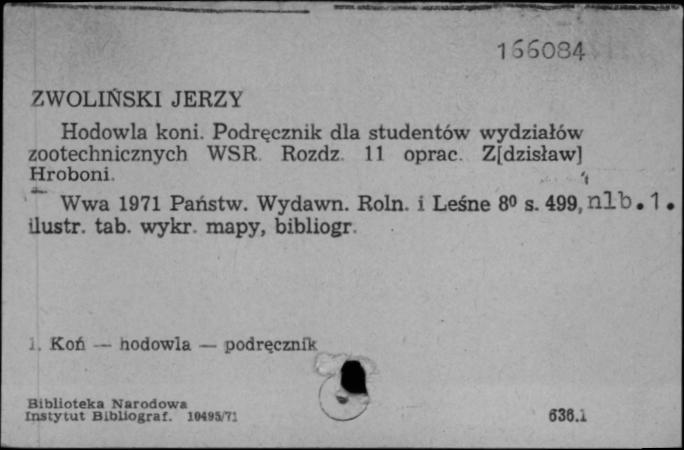 166084
ZWOLIŃSKI JERZY
Hodowla koni. Podręcznik dla studentów wydziałów
zootechnicznych WSR. Rozdz. 11 oprac. Z[dzisław]
Hroboni.
Wwa 1971 Państw. Wydawn. Roln. i Leśne 8⁰ s. 499, nlb.1.
ilustr. tab. wykr. mapy, bibliogr.
1. Koń — hodowla — podręcznik
Biblioteka Narodowa
Instytut Bibliograf. 10495/71
636.1